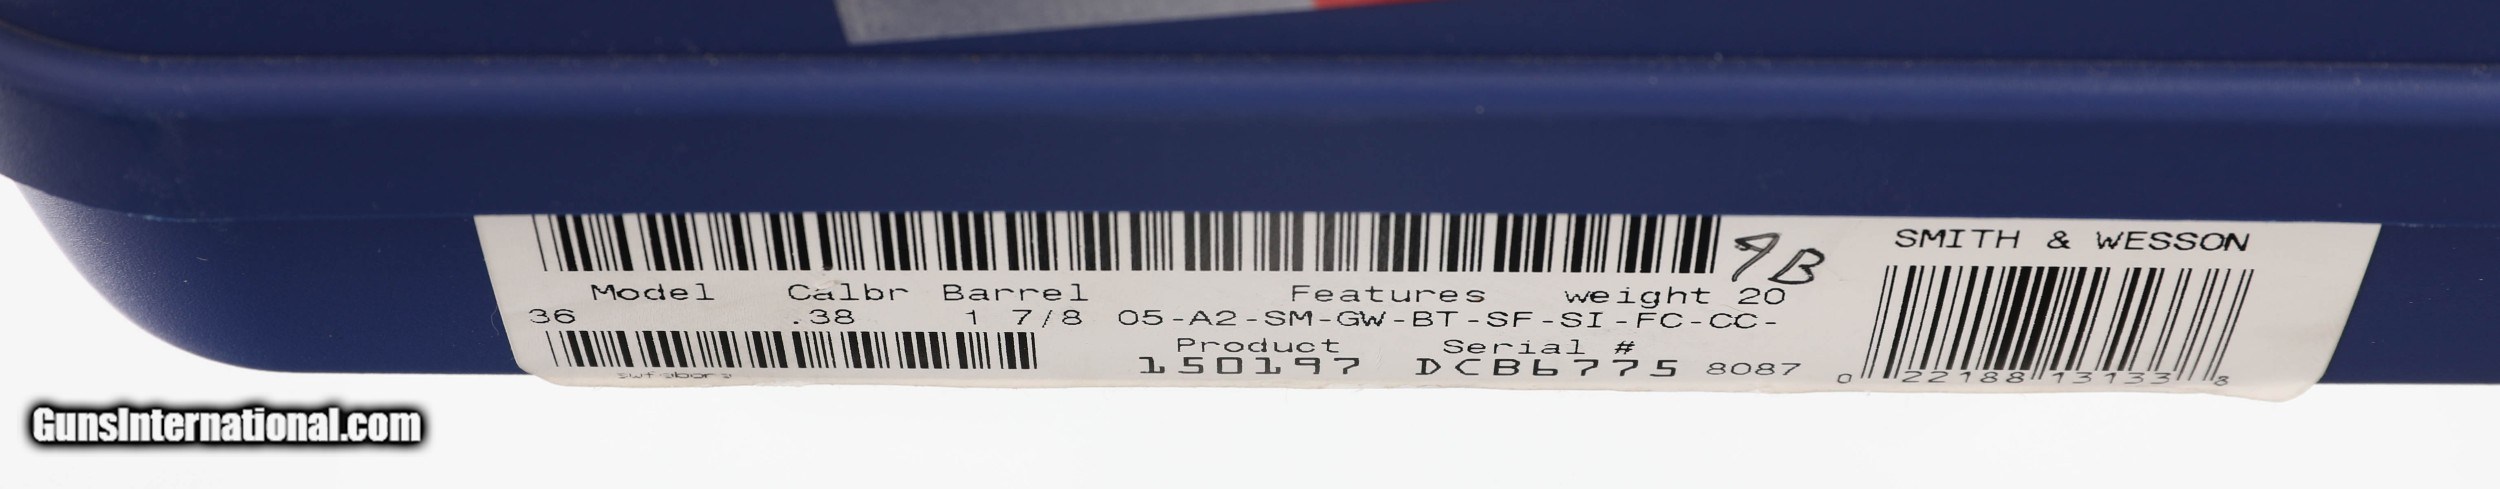 9B
SMITH & WESSON
Model Calbr Barrel Features weight 20
36 .38 1 7/8 05-A2-SM-GW-BT-SF-SI-FC-CC-
Product Serial #
150197 DCB6775 8087
0 22188 13133 8
GunsInternational.com